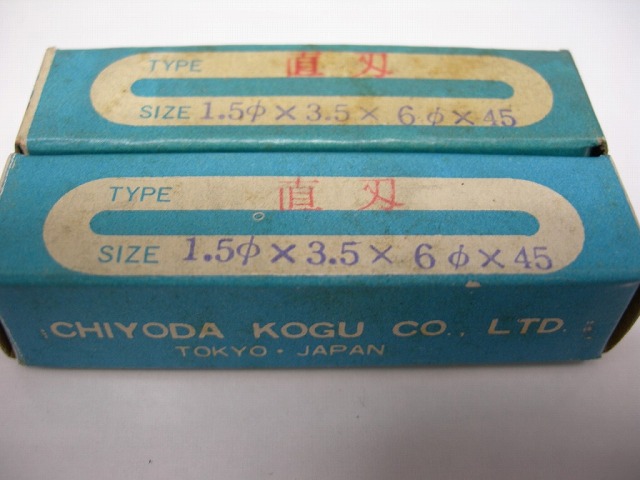 TYPE 直刃
SIZE 1.5φ×3.5×6φ×45
TYPE 直刃
SIZE 1.5φ×3.5×6φ×45
CHIYODA KOGU CO., LTD.
TOKYO・JAPAN